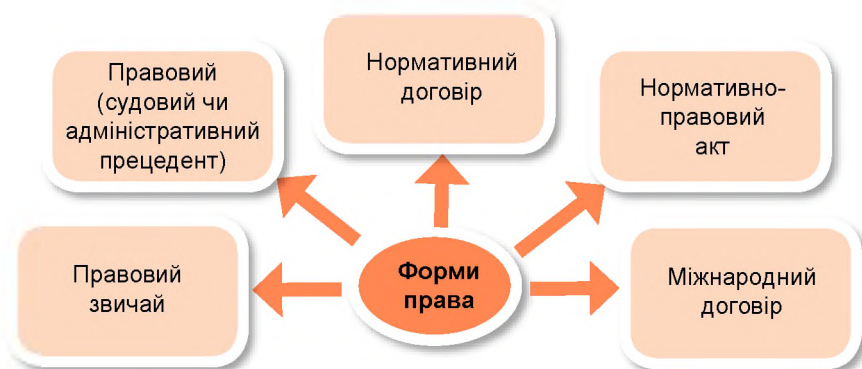 Правовий
(судовий чи
адміністративний
прецедент)
Нормативний
договір
Нормативно-
правовий
акт
Правовий
звичай
Форми
права
Міжнародний
договір